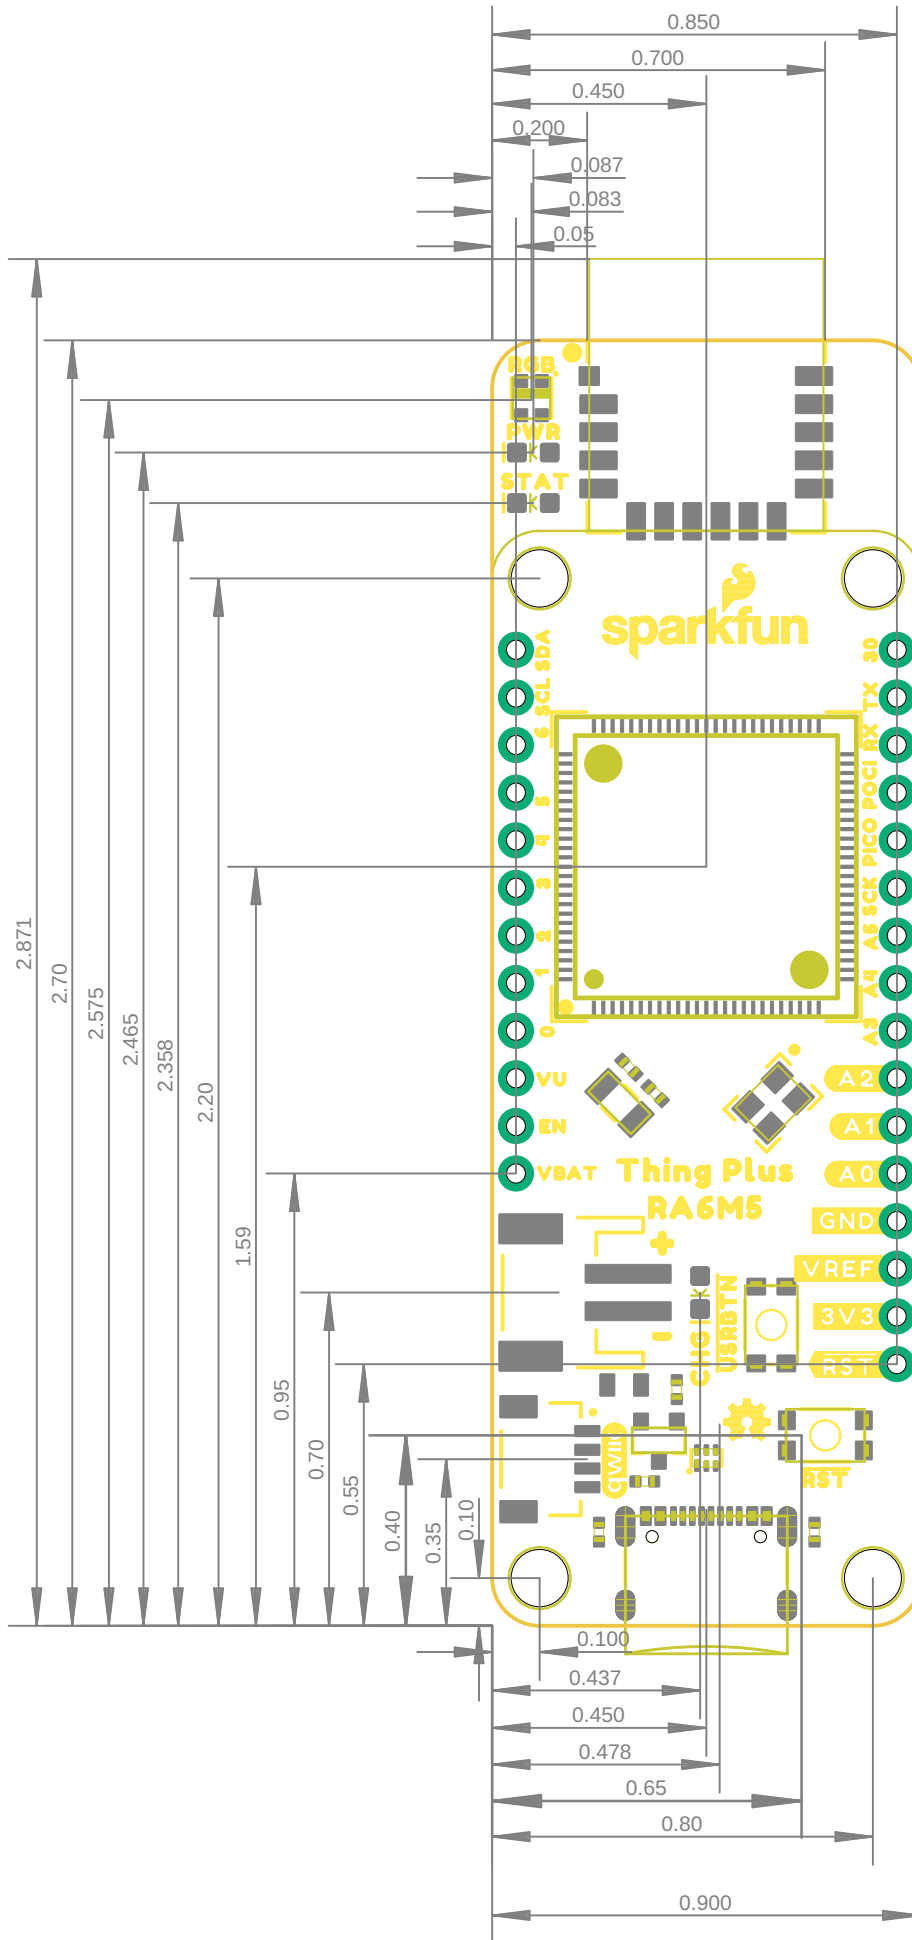 0.850
0.700
0.450
0.200
0.087
0.083
0.05
RGB
PWR
STAT
sparkfun
SDA
SCL
6
5
4
3
2
1
0
VU
EN
VBAT
30
TX
RX
POCI
PICO
SCK
A5
A4
A3
A2
A1
A0
GND
VREF
3V3
RST
Thing Plus
RA6M5
+
-
CHG
USRBTN
qwiic
RST
2.871
2.70
2.575
2.465
2.358
2.20
1.59
0.95
0.70
0.55
0.40
0.35
0.10
0.100
0.437
0.450
0.478
0.65
0.80
0.900